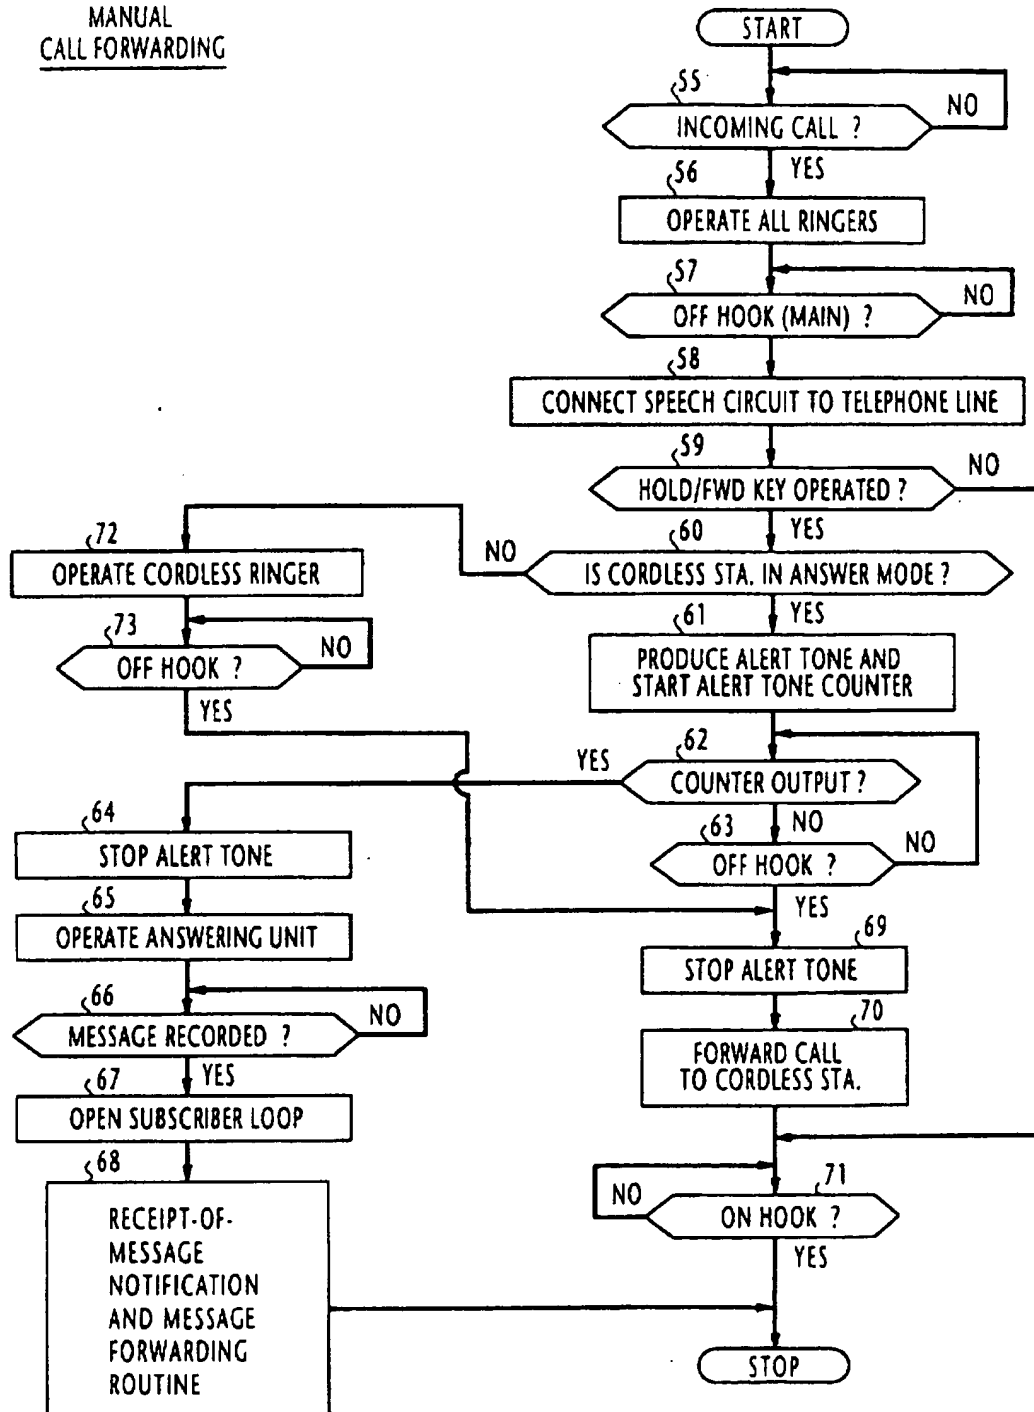 MANUAL
CALL FORWARDING
START
55
NO
INCOMING CALL ?
YES
56
OPERATE ALL RINGERS
57
NO
OFF HOOK (MAIN) ?
58
CONNECT SPEECH CIRCUIT TO TELEPHONE LINE
59
NO
HOLD/FWD KEY OPERATED ?
YES
60
NO
IS CORDLESS STA. IN ANSWER MODE ?
YES
72
OPERATE CORDLESS RINGER
73
NO
OFF HOOK ?
YES
61
PRODUCE ALERT TONE AND
START ALERT TONE COUNTER
62
YES
COUNTER OUTPUT ?
NO
63
NO
OFF HOOK ?
YES
64
STOP ALERT TONE
65
OPERATE ANSWERING UNIT
66
NO
MESSAGE RECORDED ?
YES
67
OPEN SUBSCRIBER LOOP
68
RECEIPT-OF-
MESSAGE
NOTIFICATION
AND MESSAGE
FORWARDING
ROUTINE
69
STOP ALERT TONE
70
FORWARD CALL
TO CORDLESS STA.
71
NO
ON HOOK ?
YES
STOP